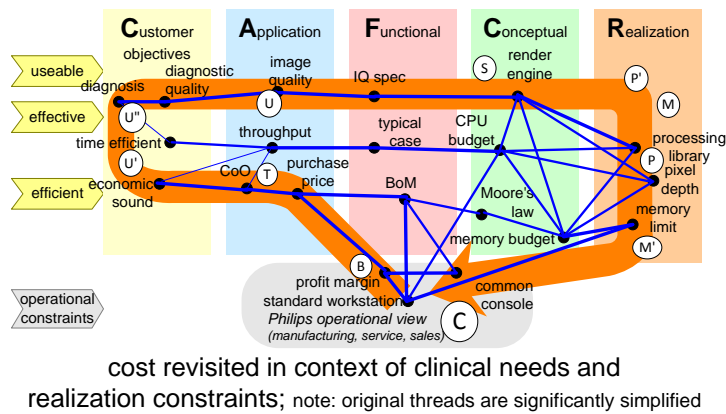 Customer
objectives
Application
Functional
Conceptual
Realization
useable
effective
efficient
operational
constraints
diagnosis
diagnostic
quality
image
quality
IQ spec
S
render
engine
P'
M
U"
U
time efficient
throughput
typical
case
CPU
budget
processing
library
U'
P
pixel
depth
economic
sound
CoO
T
purchase
price
BoM
Moore's
law
memory
limit
memory budget
M'
B
profit margin
common
console
standard workstation
Philips operational view
(manufacturing, service, sales)
C
cost revisited in context of clinical needs and
realization constraints; note: original threads are significantly simplified